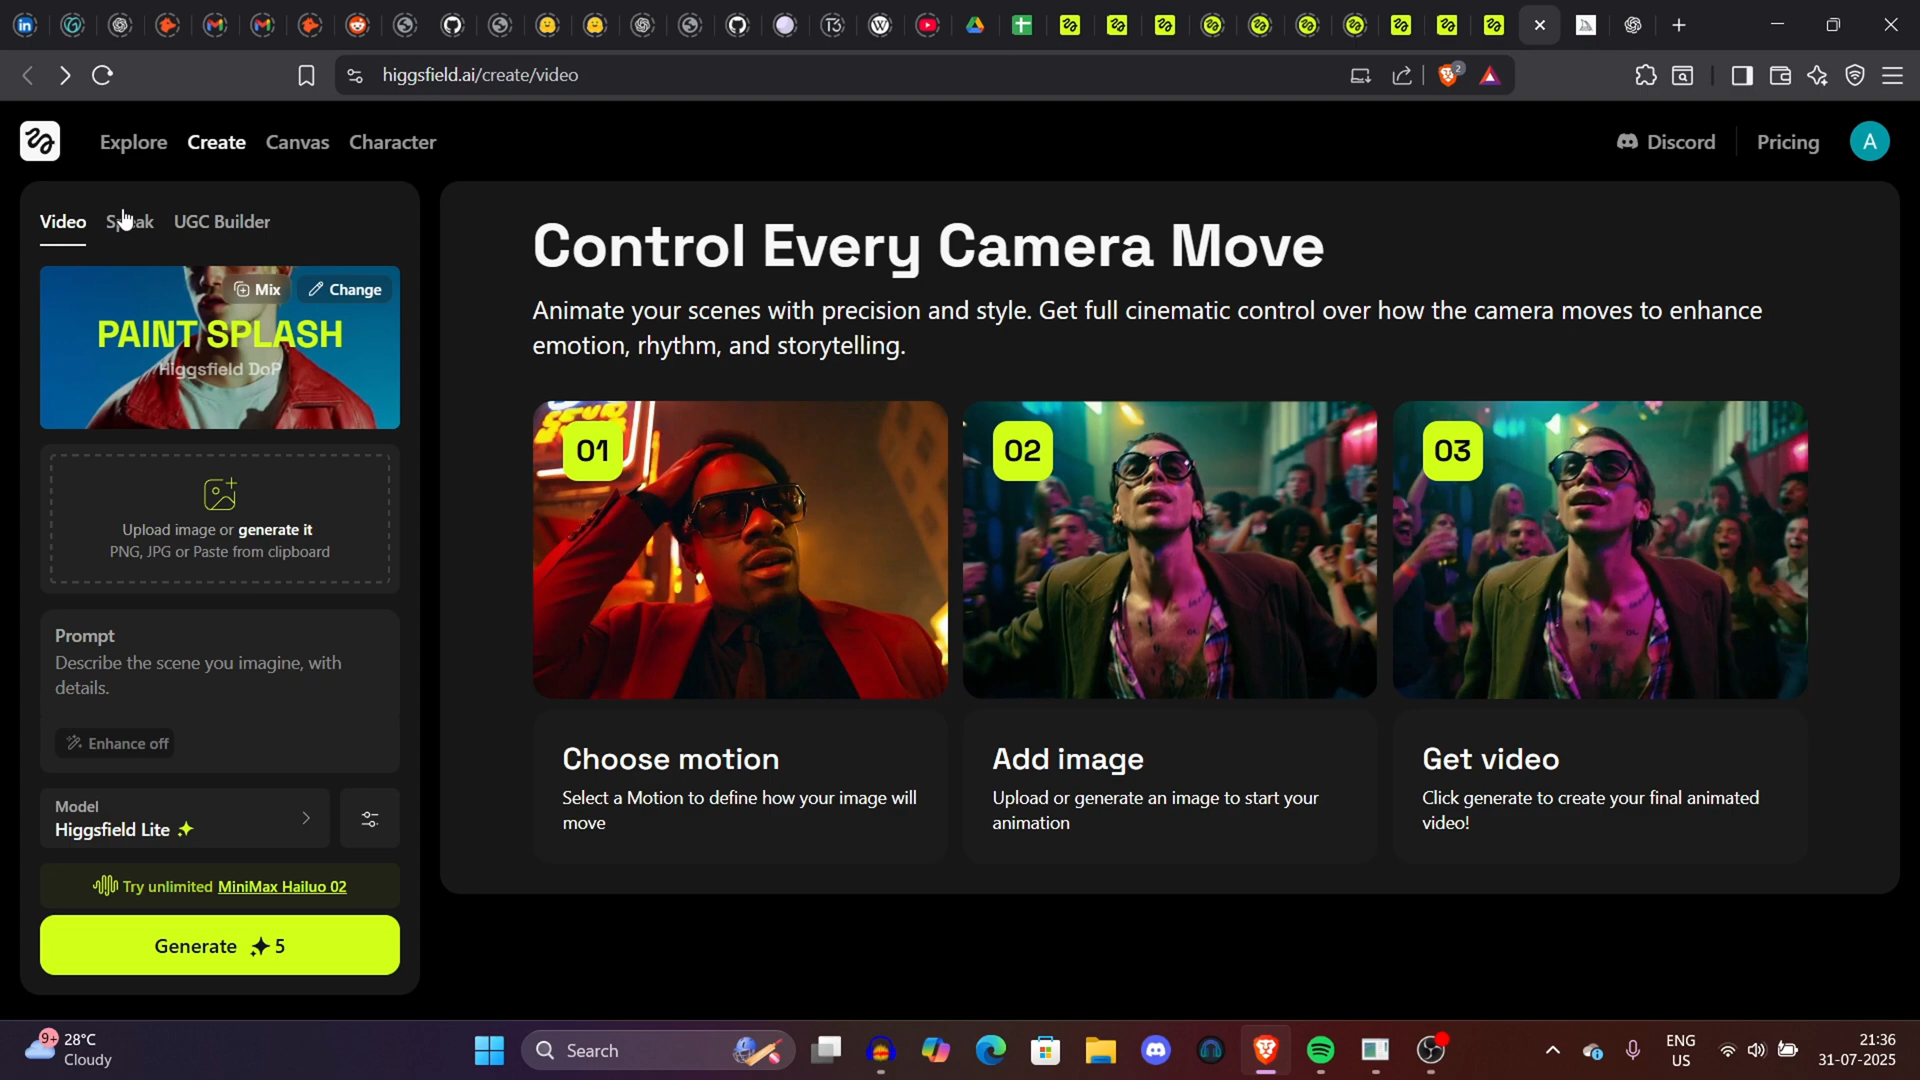 higgsfield.ai/create/video
2
Explore
Create
Canvas
Character
Discord
Pricing
A
Video
Speak
UGC Builder
Mix
Change
PAINT SPLASH
Higgsfield DoP
Upload image or generate it
PNG, JPG or Paste from clipboard
Prompt
Describe the scene you imagine, with
details.
Enhance off
Model
Higgsfield Lite
Try unlimited MiniMax Hailuo 02
Generate 5
Control Every Camera Move
Animate your scenes with precision and style. Get full cinematic control over how the camera moves to enhance
emotion, rhythm, and storytelling.
01
02
03
Choose motion
Select a Motion to define how your image will
move
Add image
Upload or generate an image to start your
animation
Get video
Click generate to create your final animated
video!
9+
28°C
Cloudy
Search
ENG
US
21:36
31-07-2025